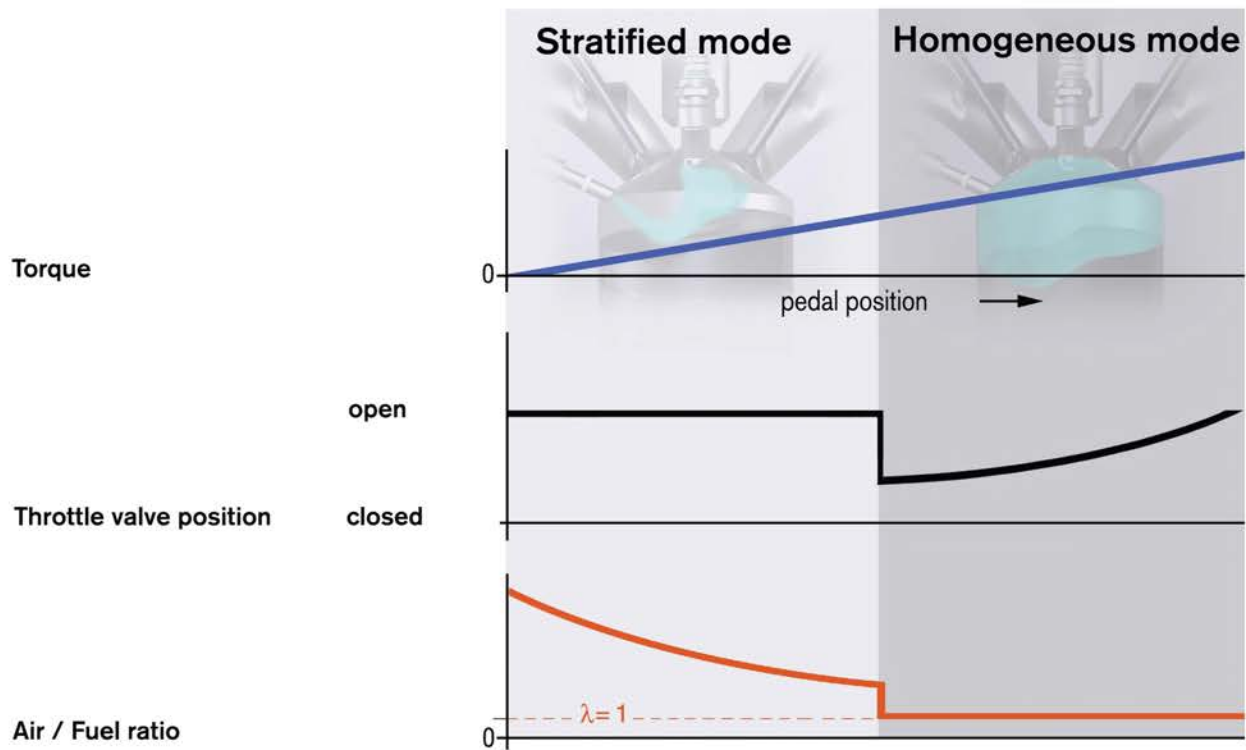 Stratified mode
Homogeneous mode
Torque
0
pedal position
open
Throttle valve position
closed
λ= 1
Air / Fuel ratio
0